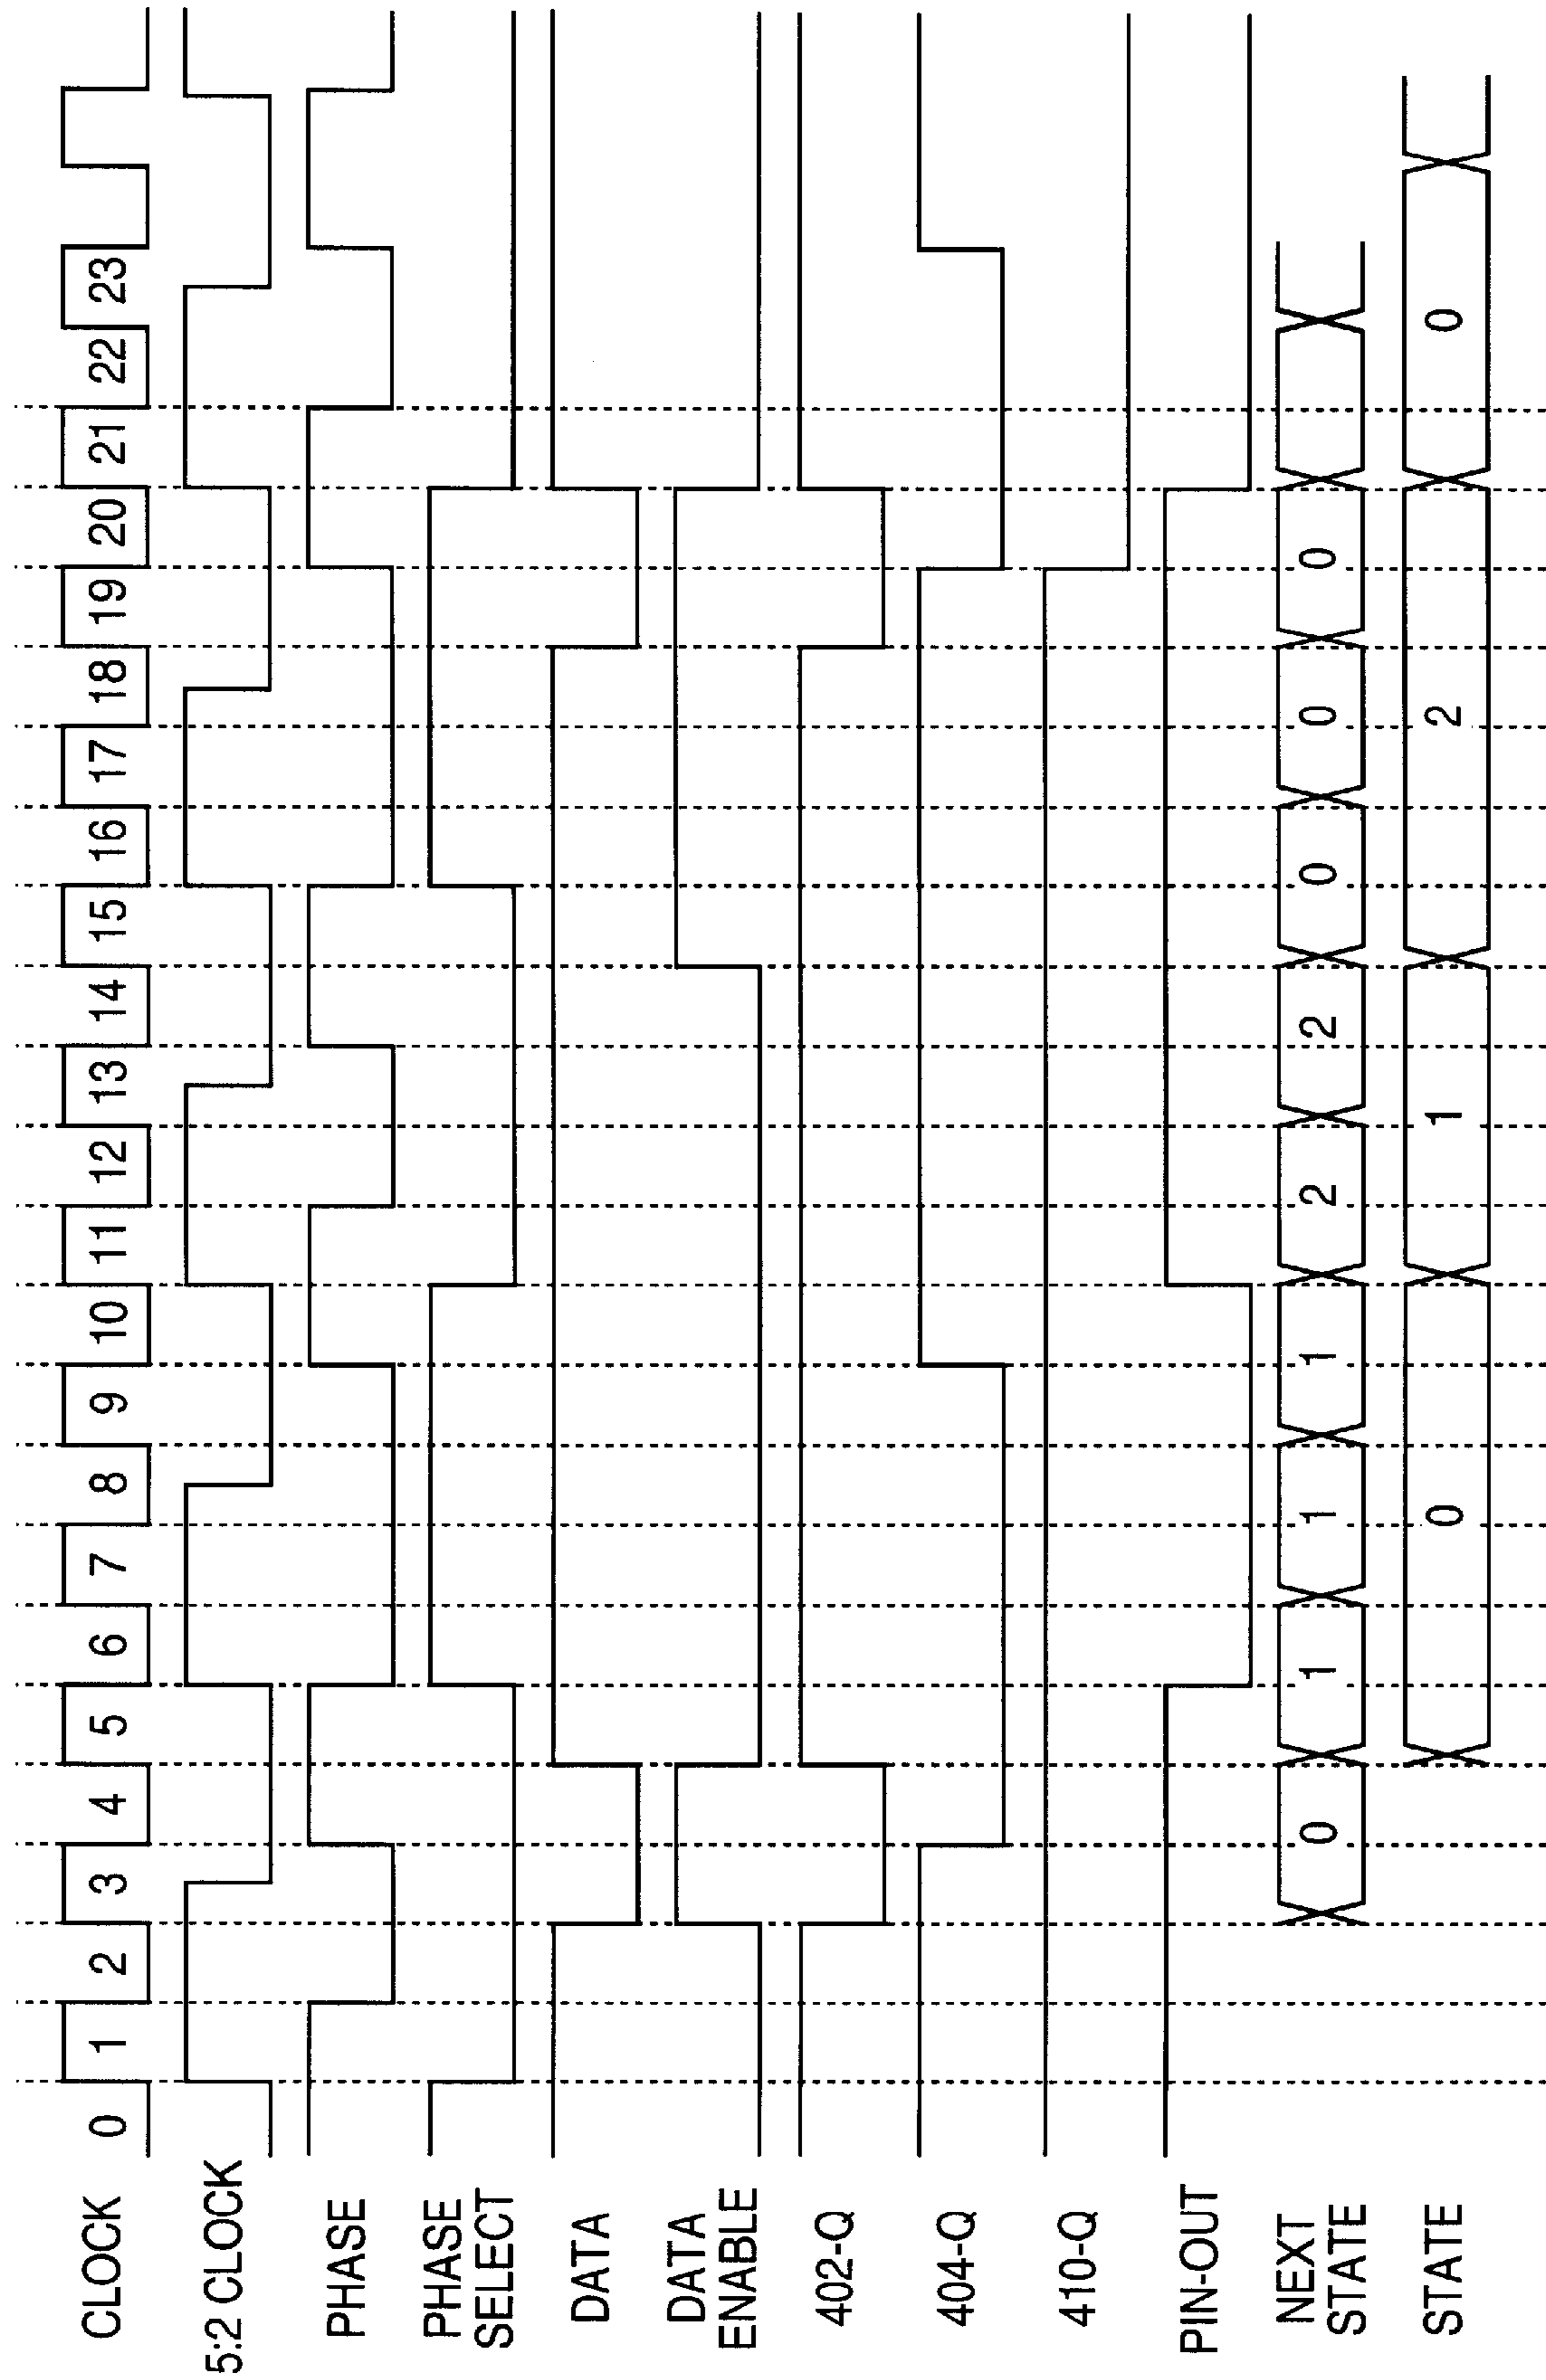 CLOCK 0 1 2 3 4 5 6 7 8 9 10 11 12 13 14 15 16 17 18 19 20 21 22 23
5:2 CLOCK
PHASE
PHASE
SELECT
DATA
DATA
ENABLE
402-Q
404-Q
410-Q
PIN-OUT
NEXT
STATE 0 1 1 1 2 2 0 0 0
STATE 0 1 2 0